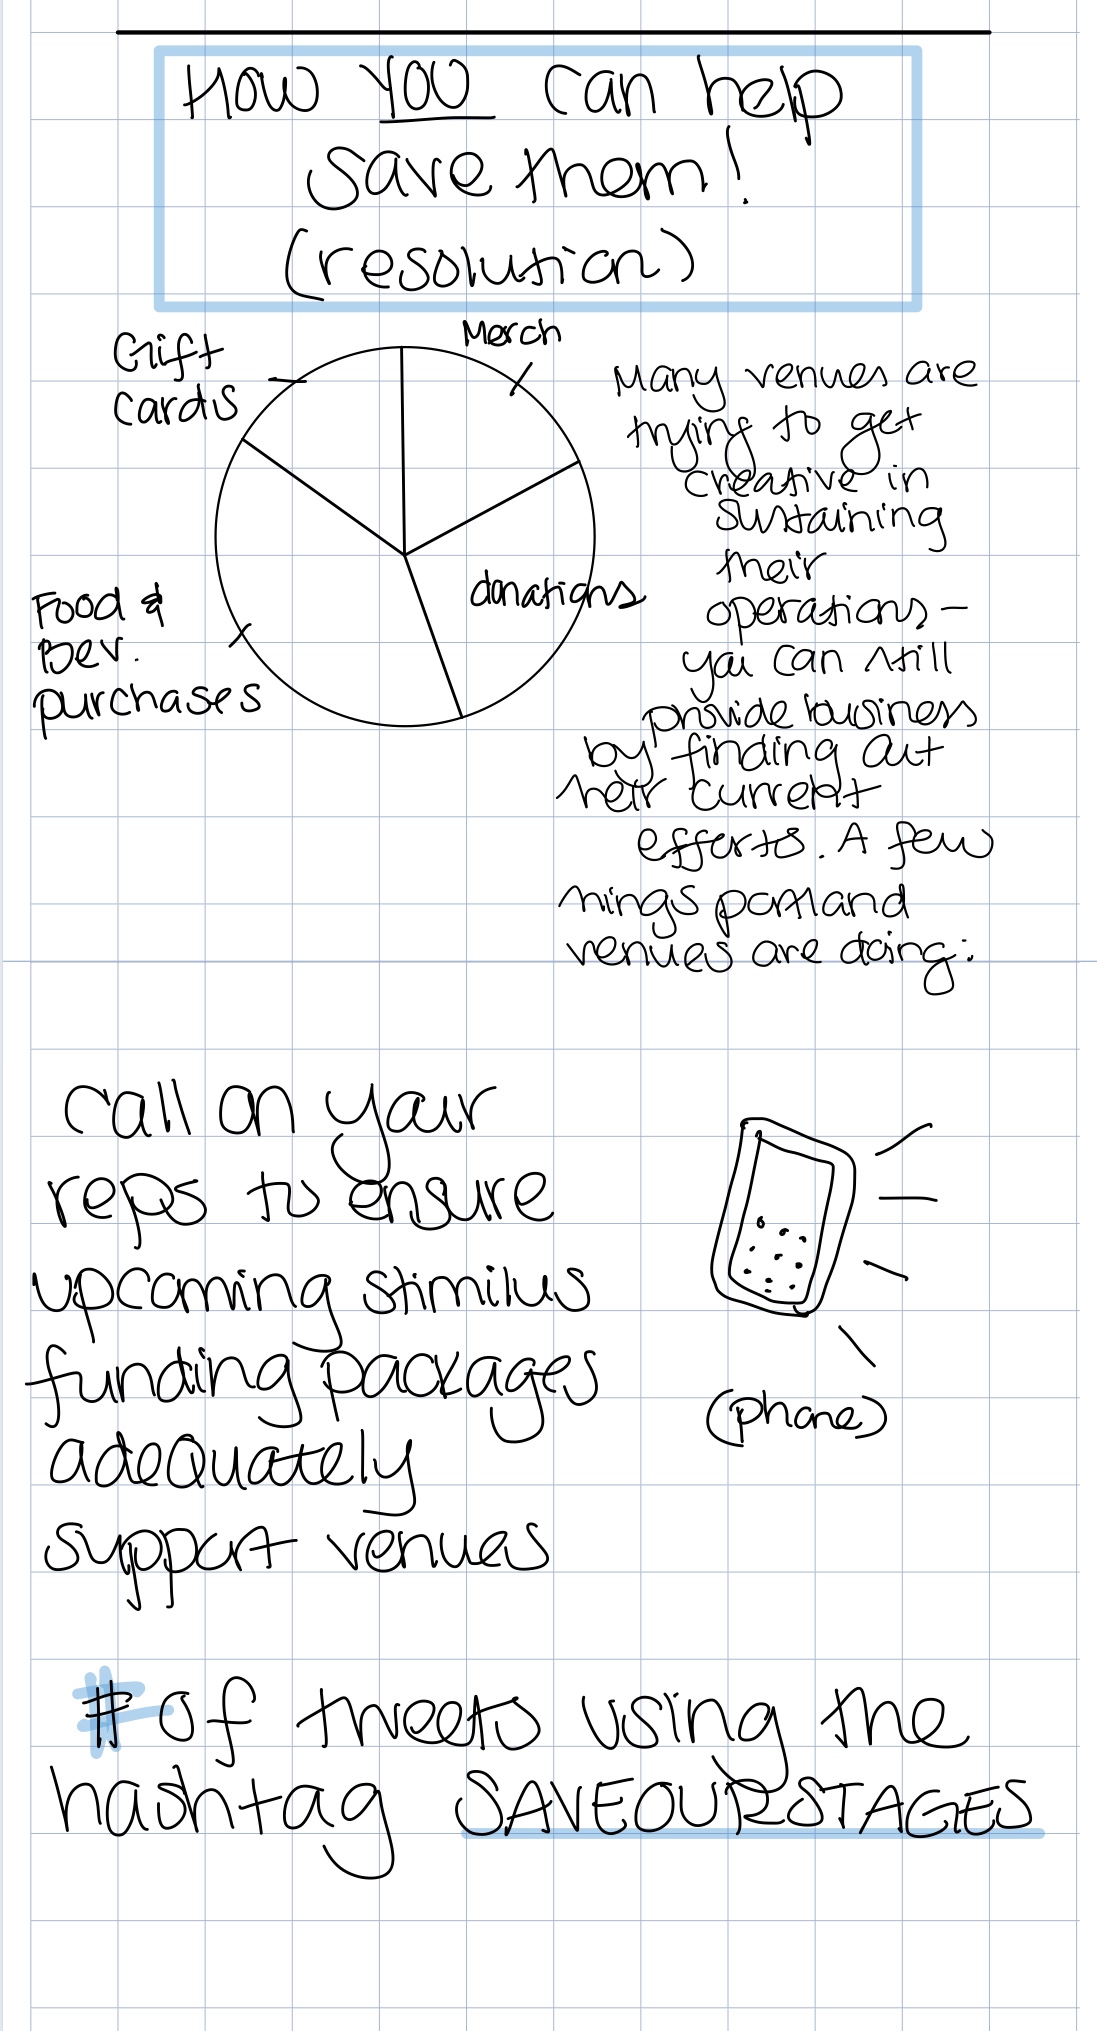 How YOU can help
save them!
(resolution)
Merch
Gift
cards
donations
Food &
Bev.
purchases
Many venues are
trying to get
creative in
sustaining
their
operations –
you can still
provide business
by finding out
their current
efforts. A few
things portland
venues are doing:
Call on your
reps to ensure
upcoming stimilus
funding packages
adequately
support venues
(phone)
# of tweets using the
hashtag SAVEOURSTAGES